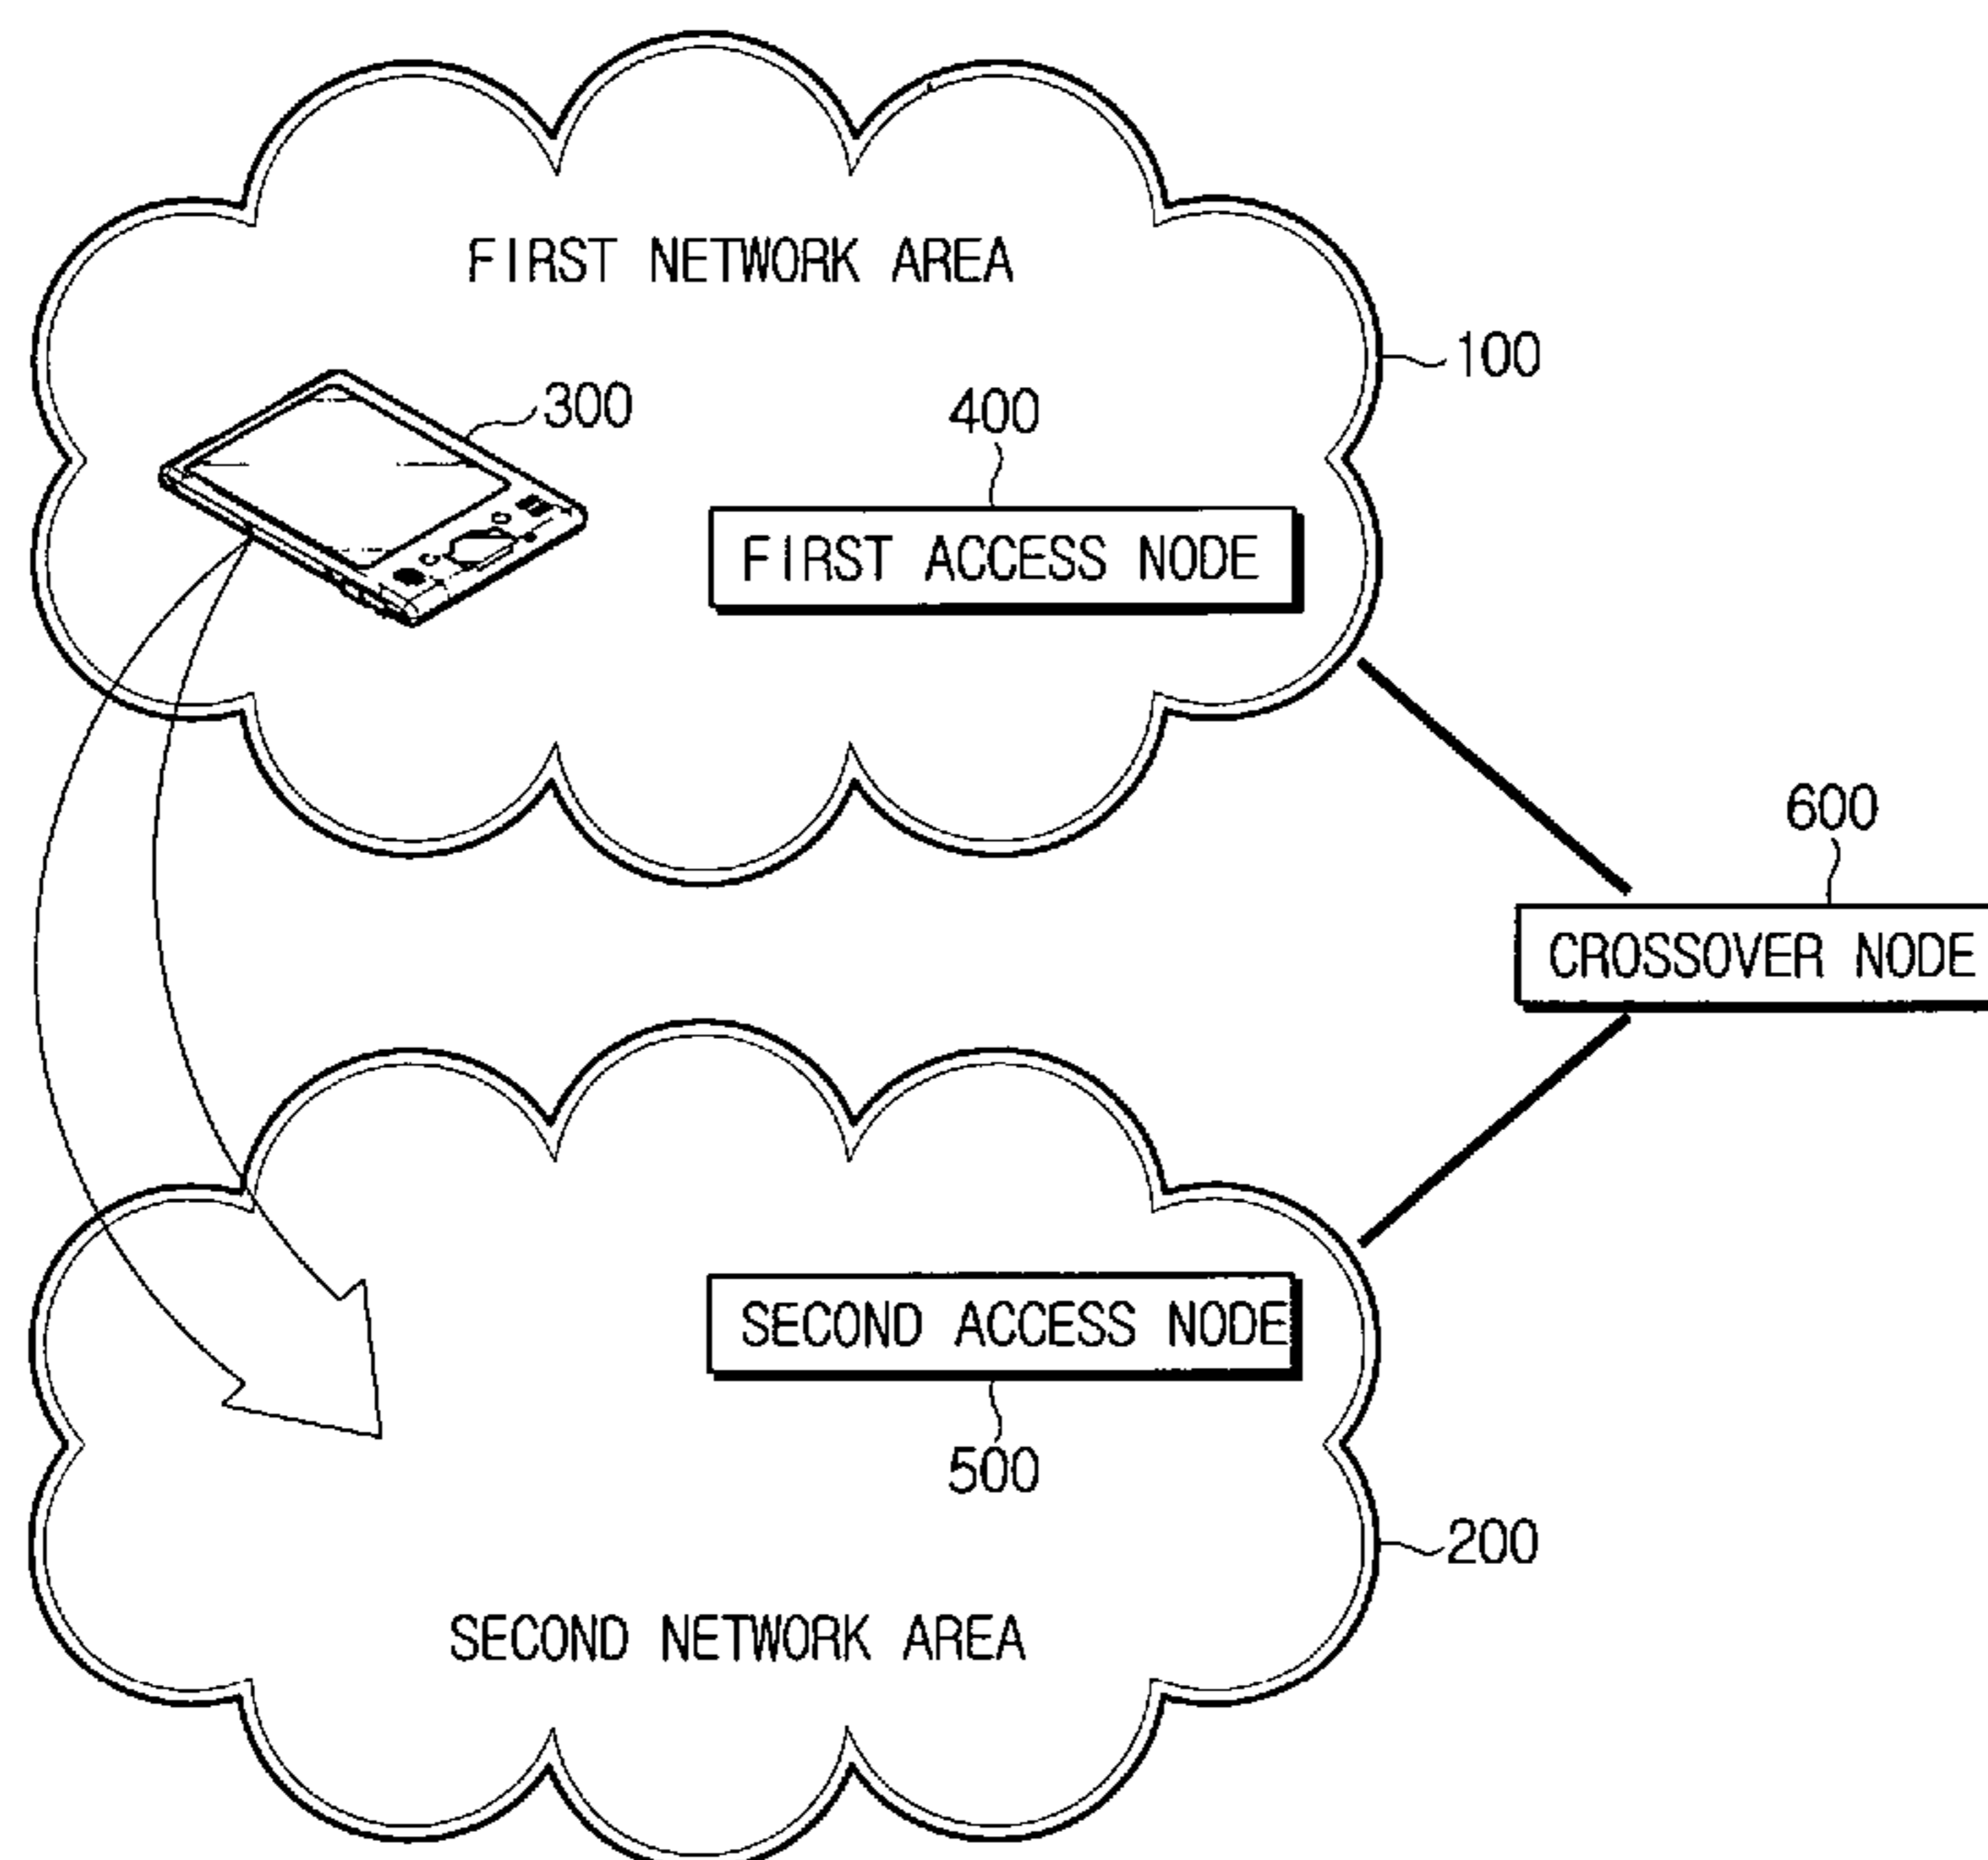 FIRST NETWORK AREA
100
300
400
FIRST ACCESS NODE
600
CROSSOVER NODE
SECOND ACCESS NODE
500
200
SECOND NETWORK AREA